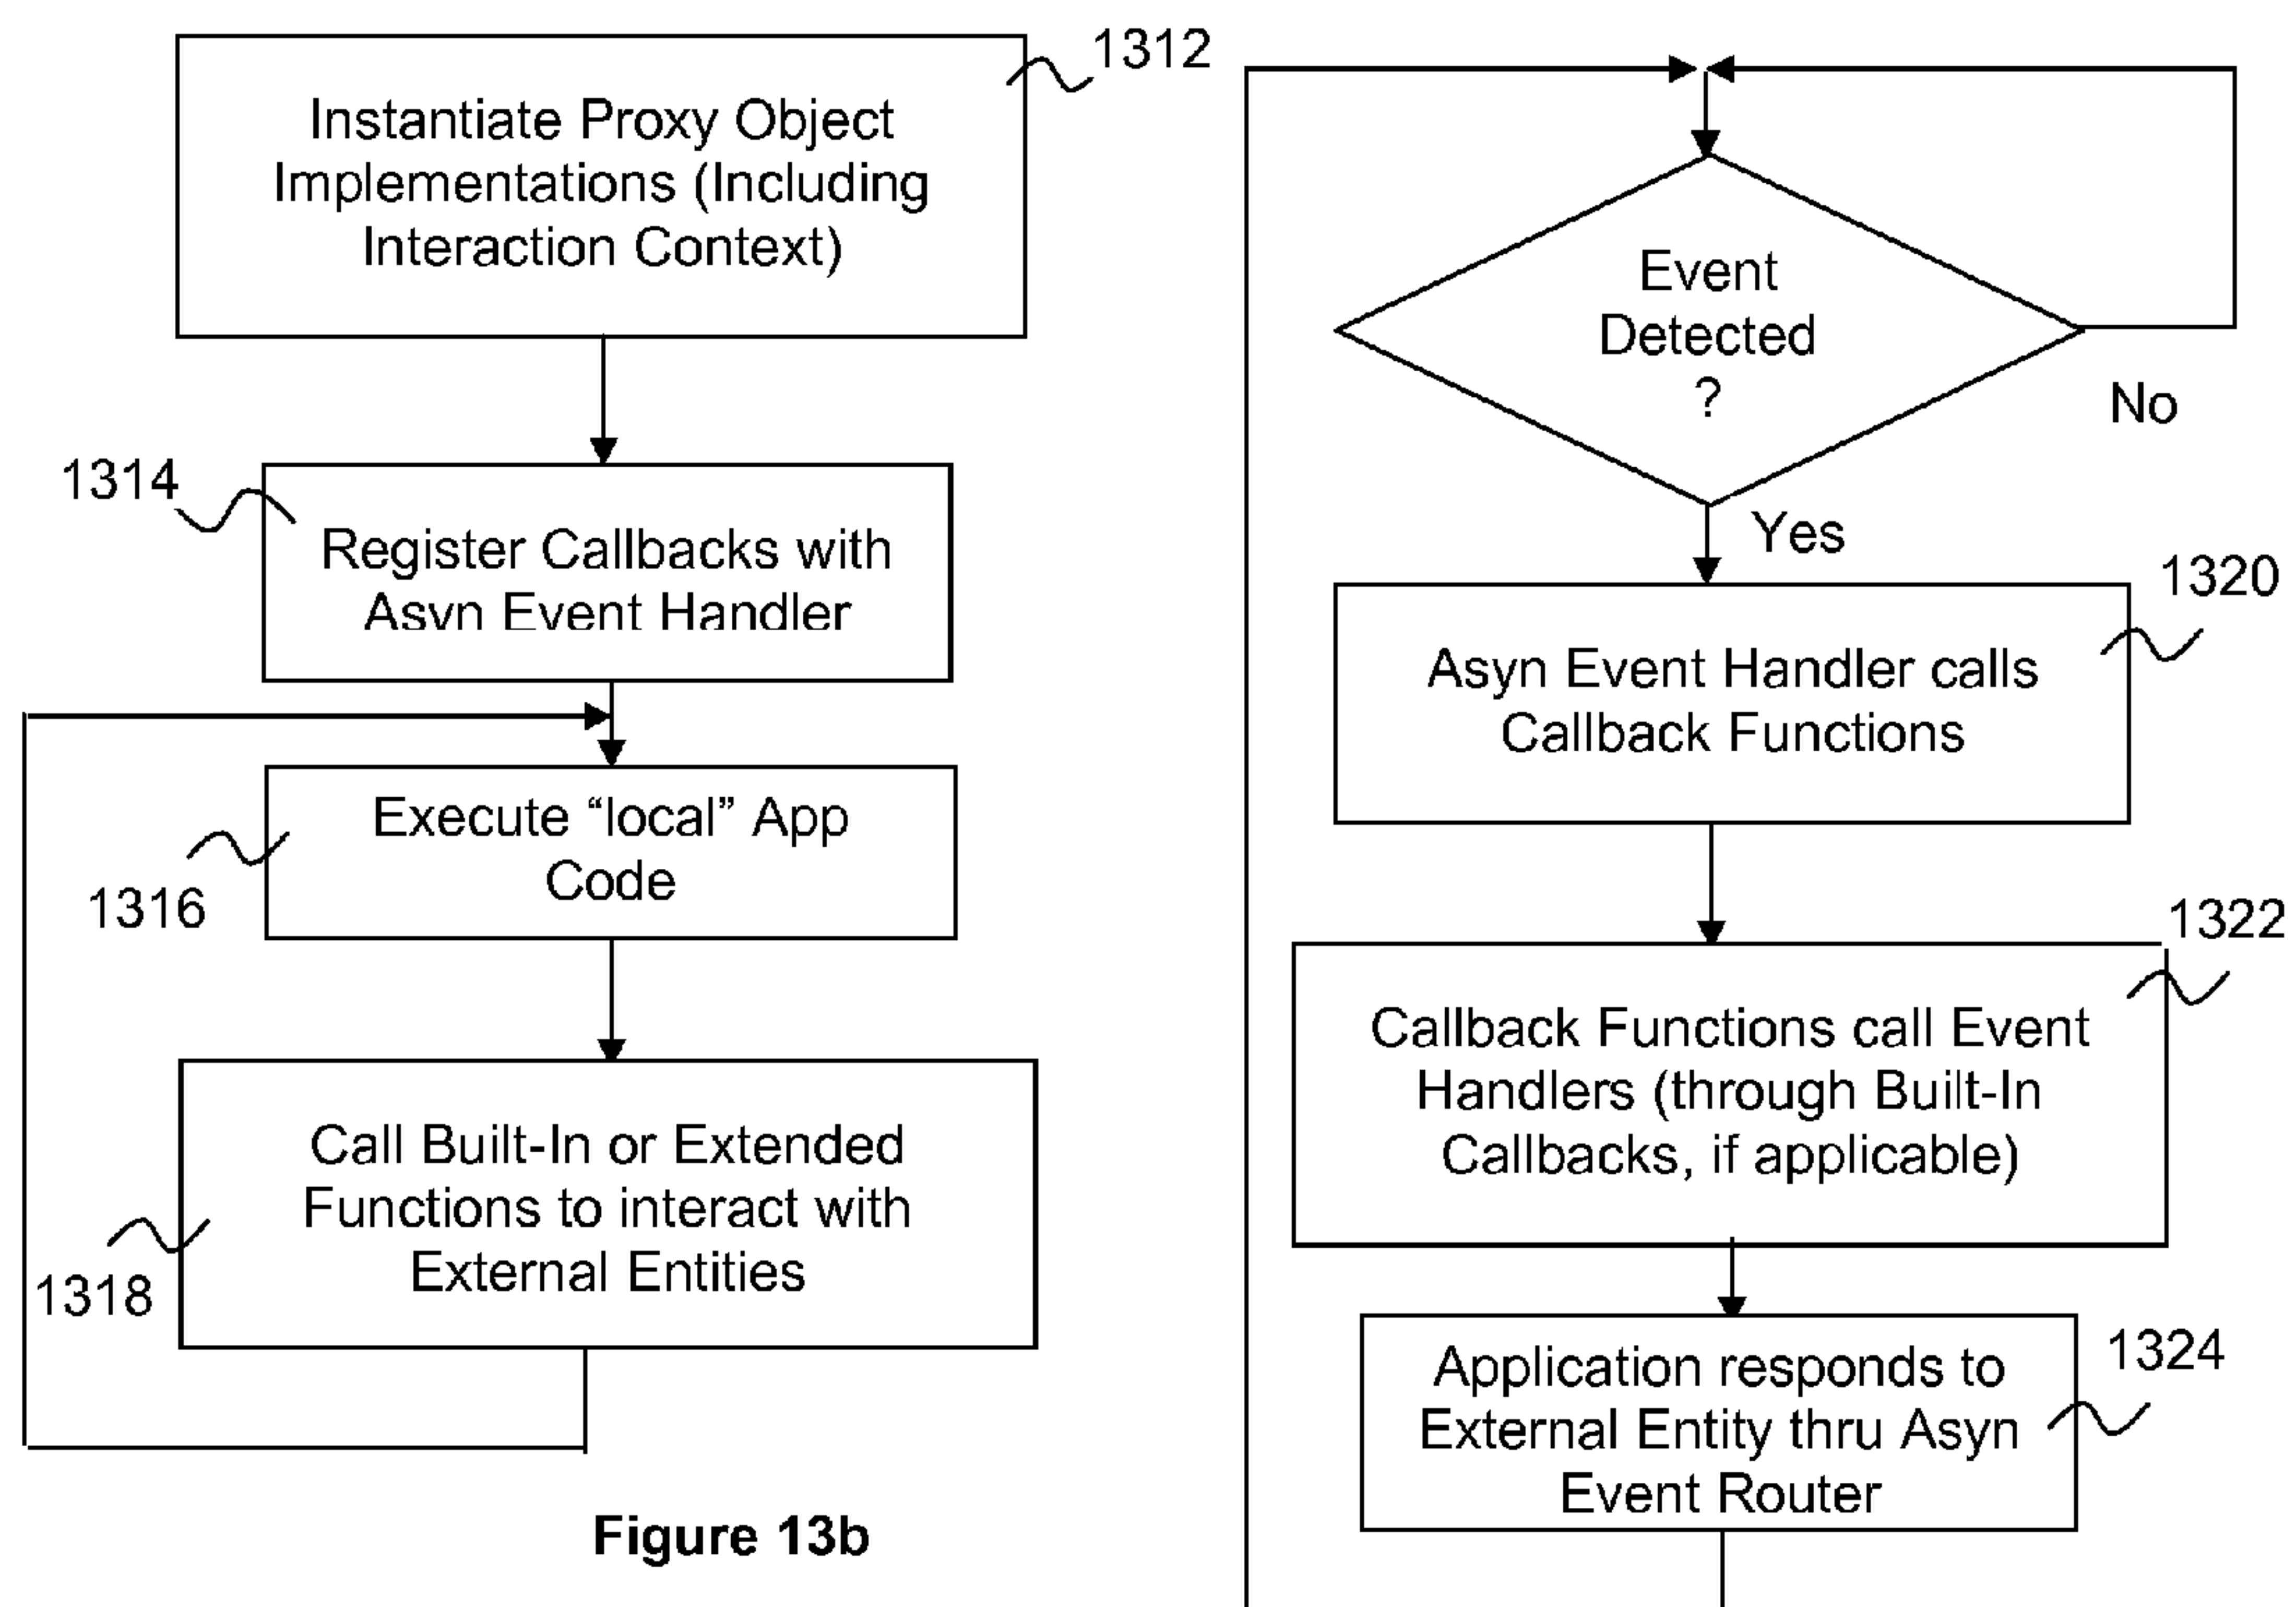 1312
Instantiate Proxy Object
Implementations (Including
Interaction Context)
1314
Register Callbacks with
Asyn Event Handler
Execute “local” App
Code
1316
Call Built-In or Extended
Functions to interact with
External Entities
1318
Figure 13b
Event
Detected
?
No
Yes
1320
Asyn Event Handler calls
Callback Functions
1322
Callback Functions call Event
Handlers (through Built-In
Callbacks, if applicable)
1324
Application responds to
External Entity thru Asyn
Event Router